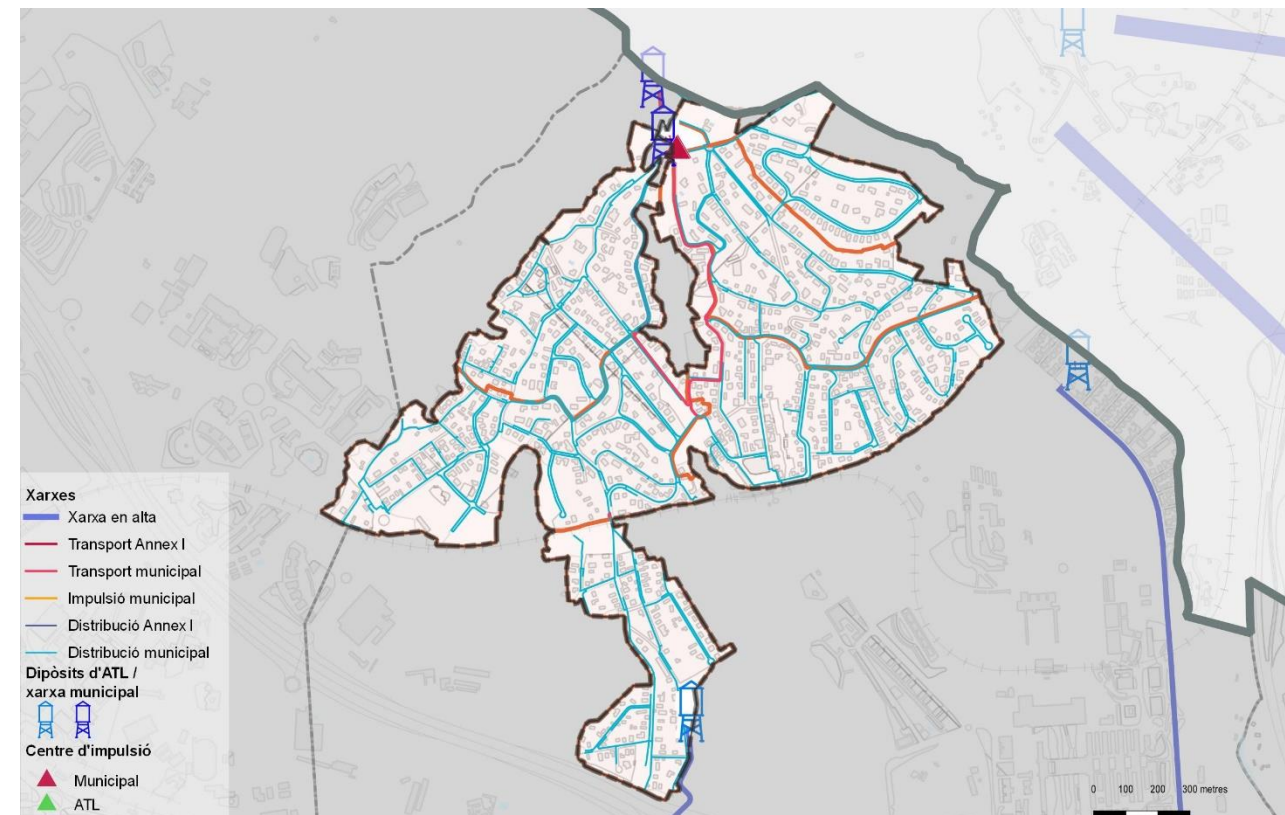 Xarxes
Xarxa en alta
Transport Annex I
Transport municipal
Impulsió municipal
Distribució Annex I
Distribució municipal
Dipòsits d'ATL /
xarxa municipal
Centre d'impulsió
Municipal
ATL
0 100 200 300 metres